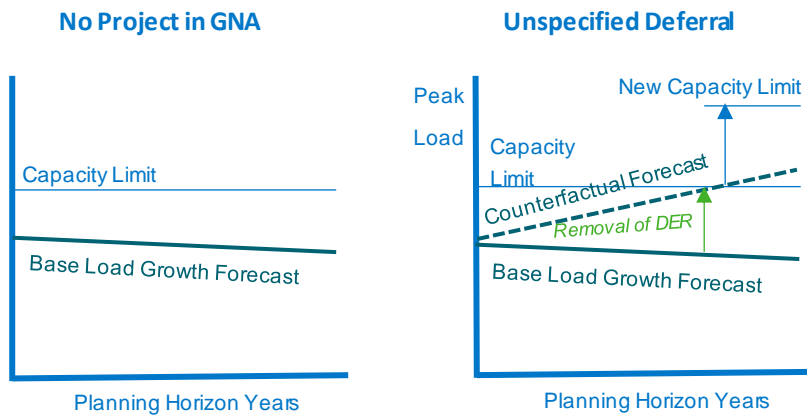 No Project in GNA
Capacity Limit
Base Load Growth Forecast
Planning Horizon Years
Unspecified Deferral
Peak
Load
New Capacity Limit
Capacity
Limit
Counterfactual Forecast
Removal of DER
Base Load Growth Forecast
Planning Horizon Years